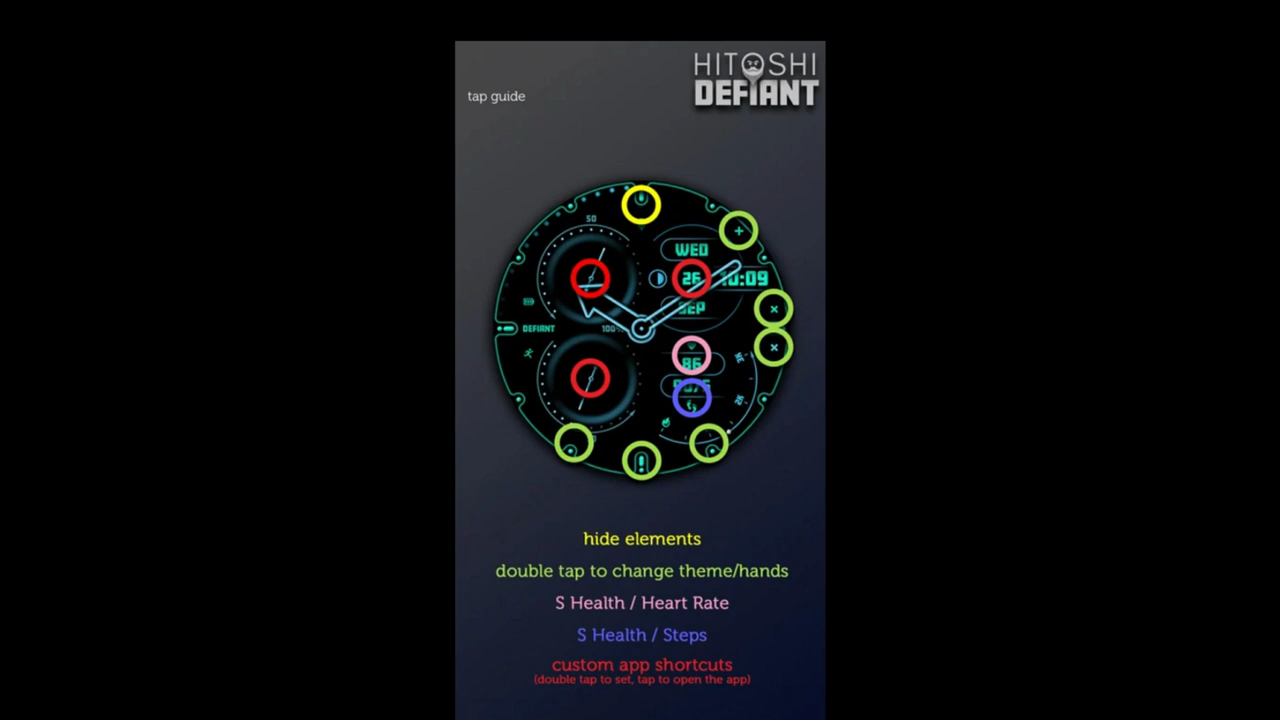 HITOSHI
DEFIANT
tap guide
50
WED
26
10:09
SEP
DEFIANT
100%
86
hide elements
double tap to change theme/hands
S Health / Heart Rate
S Health / Steps
custom app shortcuts
(double tap to set, tap to open the app)